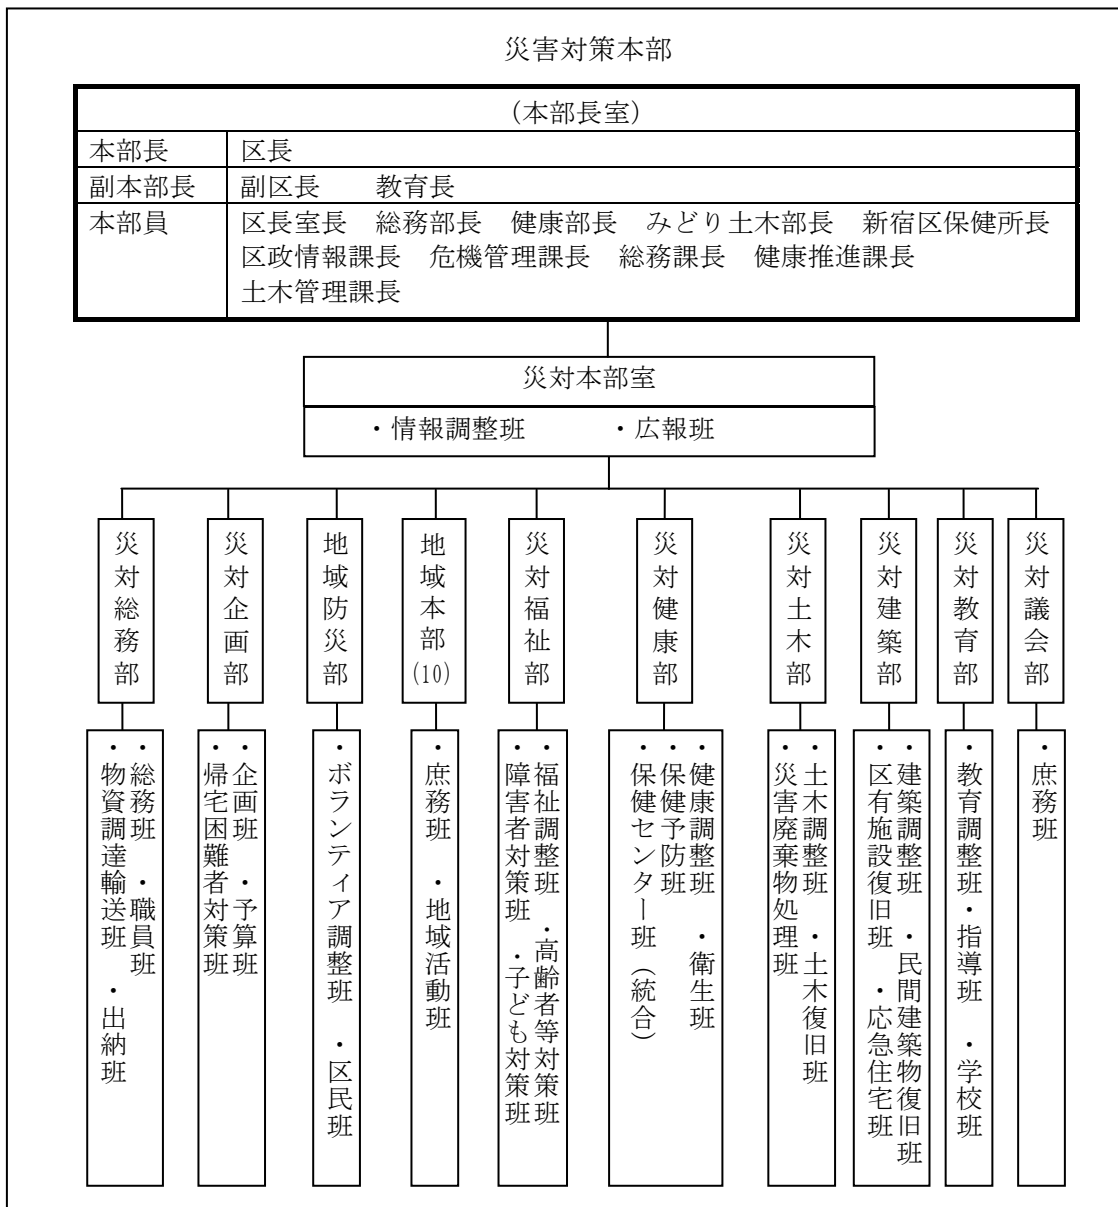 災害対策本部
(本部長室)
本部長 区長
副本部長 副区長 教育長
本部員 区長室長 総務部長 健康部長 みどり土木部長 新宿区保健所長
区政情報課長 危機管理課長 総務課長 健康推進課長
土木管理課長
災対本部室
・情報調整班 ・広報班
災対総務部
災対企画部
地域防災部
地域本部(10)
災対福祉部
災対健康部
災対土木部
災対建築部
災対教育部
災対議会部
・総務班 ・職員班
・物資調達輸送班 ・出納班
・企画班 ・予算班
・帰宅困難者対策班
・ボランティア調整班 ・区民班
・庶務班 ・地域活動班
・福祉調整班 ・高齢者等対策班
・障害者対策班 ・子ども対策班
・健康調整班 ・衛生班
・保健予防班
・保健センター班(統合)
・土木調整班 ・土木復旧班
・災害廃棄物処理班
・建築調整班 ・民間建築物復旧班
・区有施設復旧班 ・応急住宅班
・教育調整班・指導班 ・学校班
・庶務班